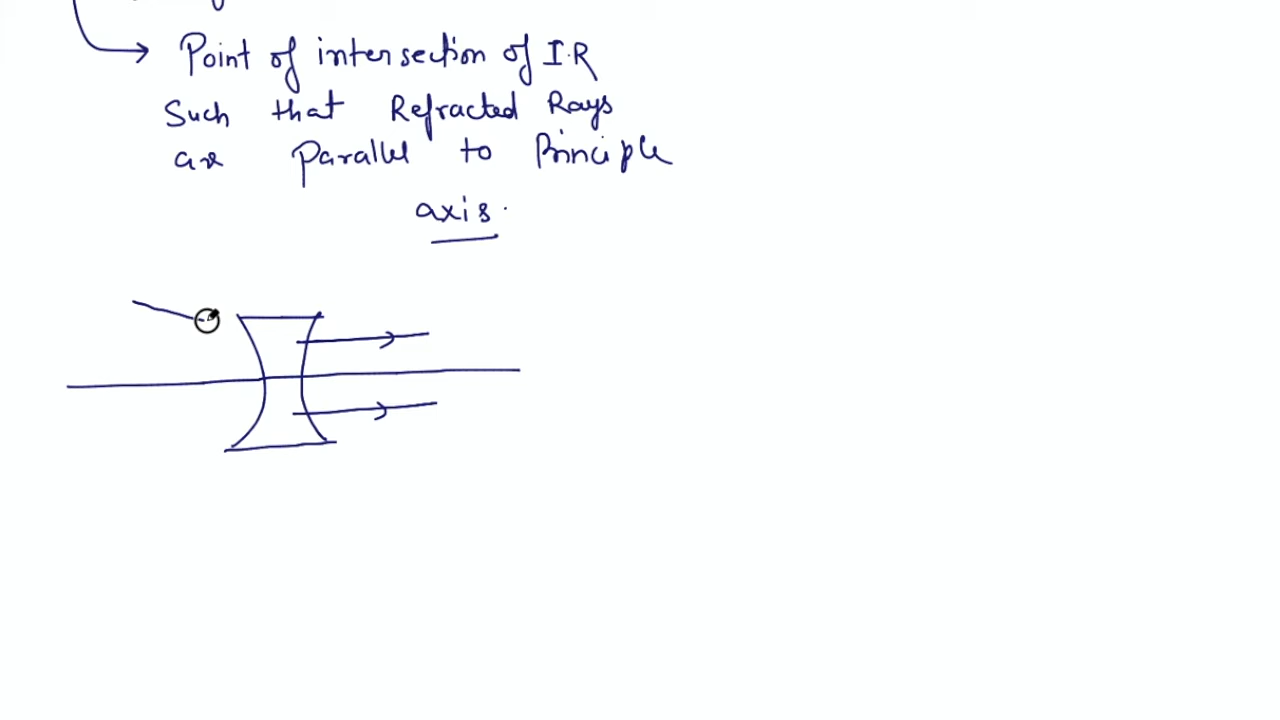 Point of intersection of I.R
Such that Refracted Rays
are Parallel to Principle
axis.